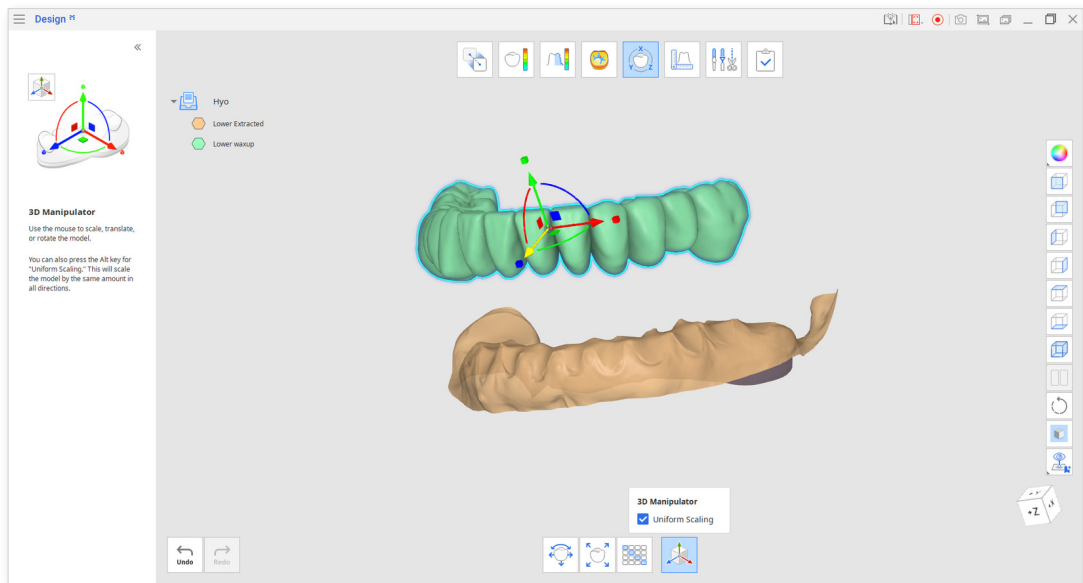 Design M
Hyo
Lower Extracted
Lower waxup
3D Manipulator
Use the mouse to scale, translate,
or rotate the model.
You can also press the Alt key for
"Uniform Scaling." This will scale
the model by the same amount in
all directions.
X
Y Z
3D Manipulator
Uniform Scaling
+Z
Undo
Redo